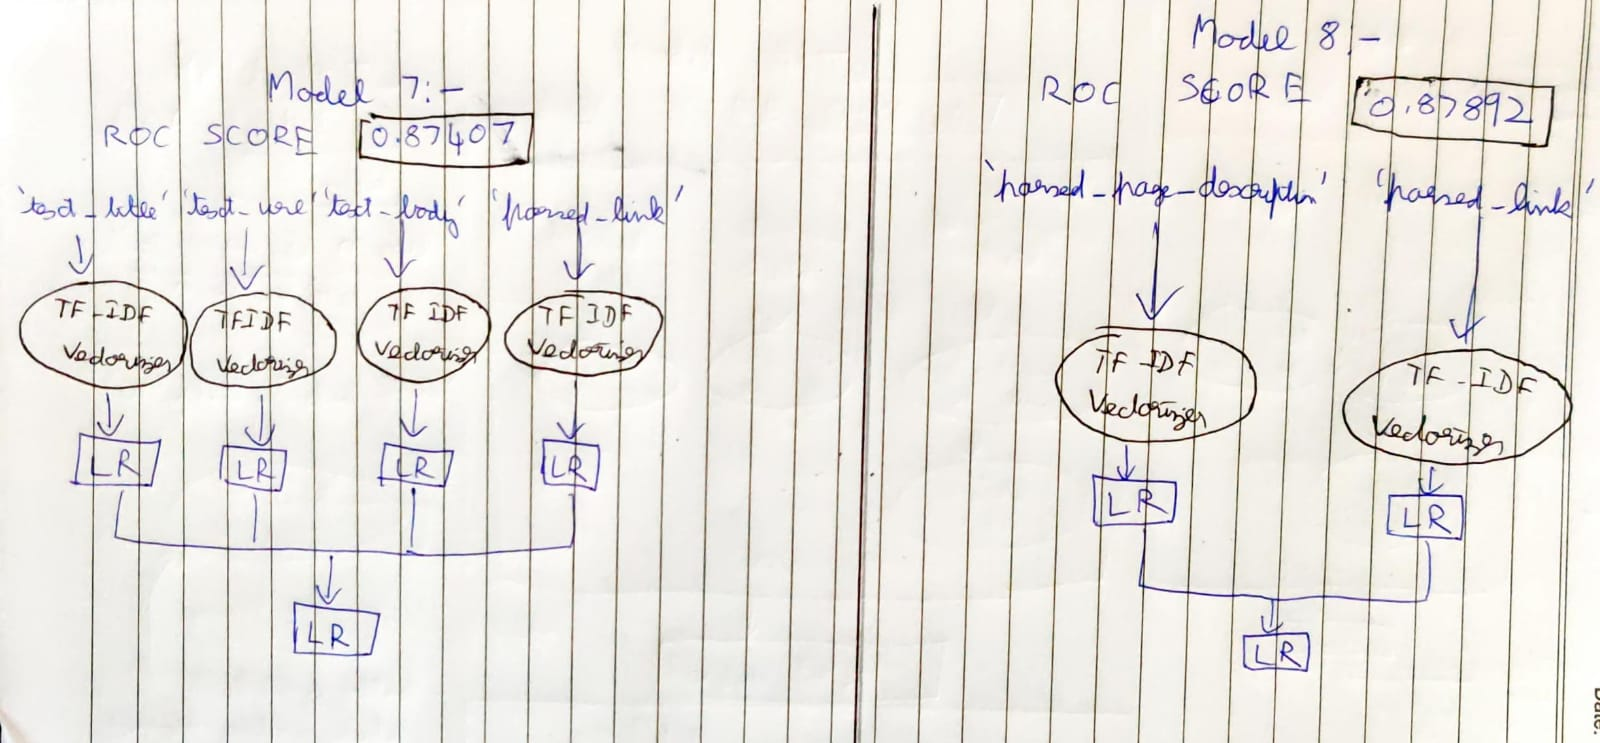 Model 7:-
ROC SCORE 0.87407
'text_title' 'text_url' 'text_body' 'parsed_link'
TF-IDF Vectorizer
TFIDF Vectorizer
TF IDF Vectorizer
TF IDF Vectorizer
LR LR LR LR
LR
Model 8:-
ROC SCORE 0.87892
'parsed_page_description' 'parsed_link'
TF-IDF Vectorizer
TF-IDF Vectorizer
LR LR
LR